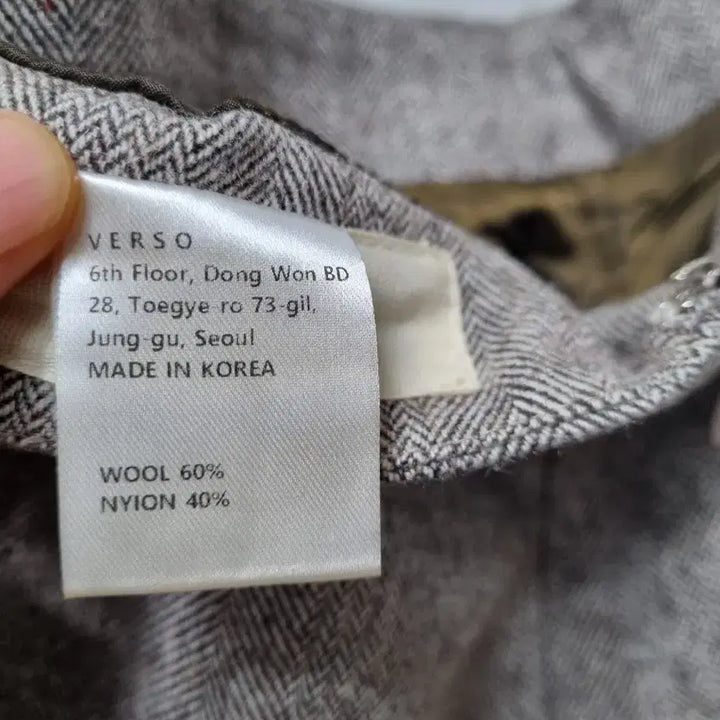 VERSO
6th Floor, Dong Won BD
28, Toegye ro 73-gil,
Jung-gu, Seoul
MADE IN KOREA
WOOL 60%
NYION 40%